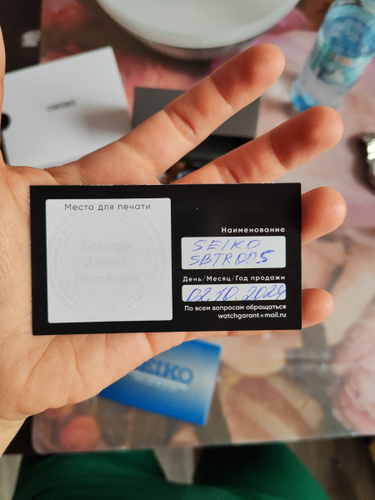 Место для печати
Наименование
SEIKO
SBTR005
День/Месяц/Год продажи
02.10.2024
По всем вопросам обращаться
watchgarant@mail.ru
SEIKO